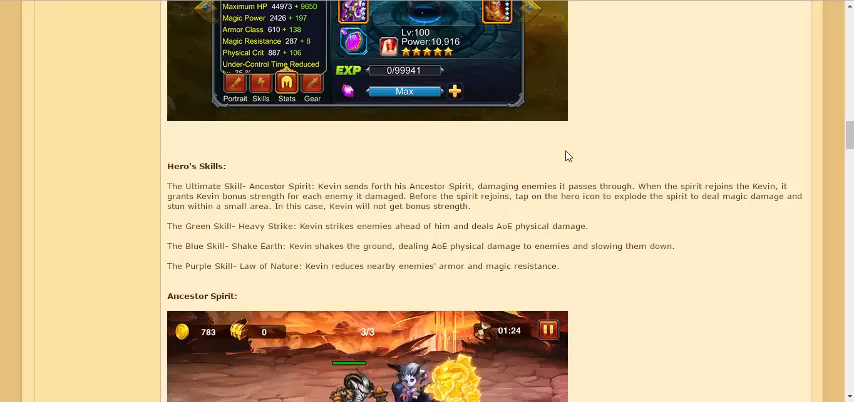 Maximum HP 44973 + 9850
Magic Power 2426 + 197
Armor Class 610 + 138
Magic Resistance 287 + 8
Physical Crit 887 + 106
Under-Control Time Reduced
Lv:100
Power:10,916
EXP 0/99941
Max
Portrait Skills Stats Gear
Hero's Skills:
The Ultimate Skill- Ancestor Spirit: Kevin sends forth his Ancestor Spirit, damaging enemies it passes through. When the spirit rejoins the Kevin, it
grants Kevin bonus strength for each enemy it damaged. Before the spirit rejoins, tap on the hero icon to explode the spirit to deal magic damage and
stun within a small area. In this case, Kevin will not get bonus strength.
The Green Skill- Heavy Strike: Kevin strikes enemies ahead of him and deals AoE physical damage.
The Blue Skill- Shake Earth: Kevin shakes the ground, dealing AoE physical damage to enemies and slowing them down.
The Purple Skill- Law of Nature: Kevin reduces nearby enemies' armor and magic resistance.
Ancestor Spirit:
783 0 3/3 01:24